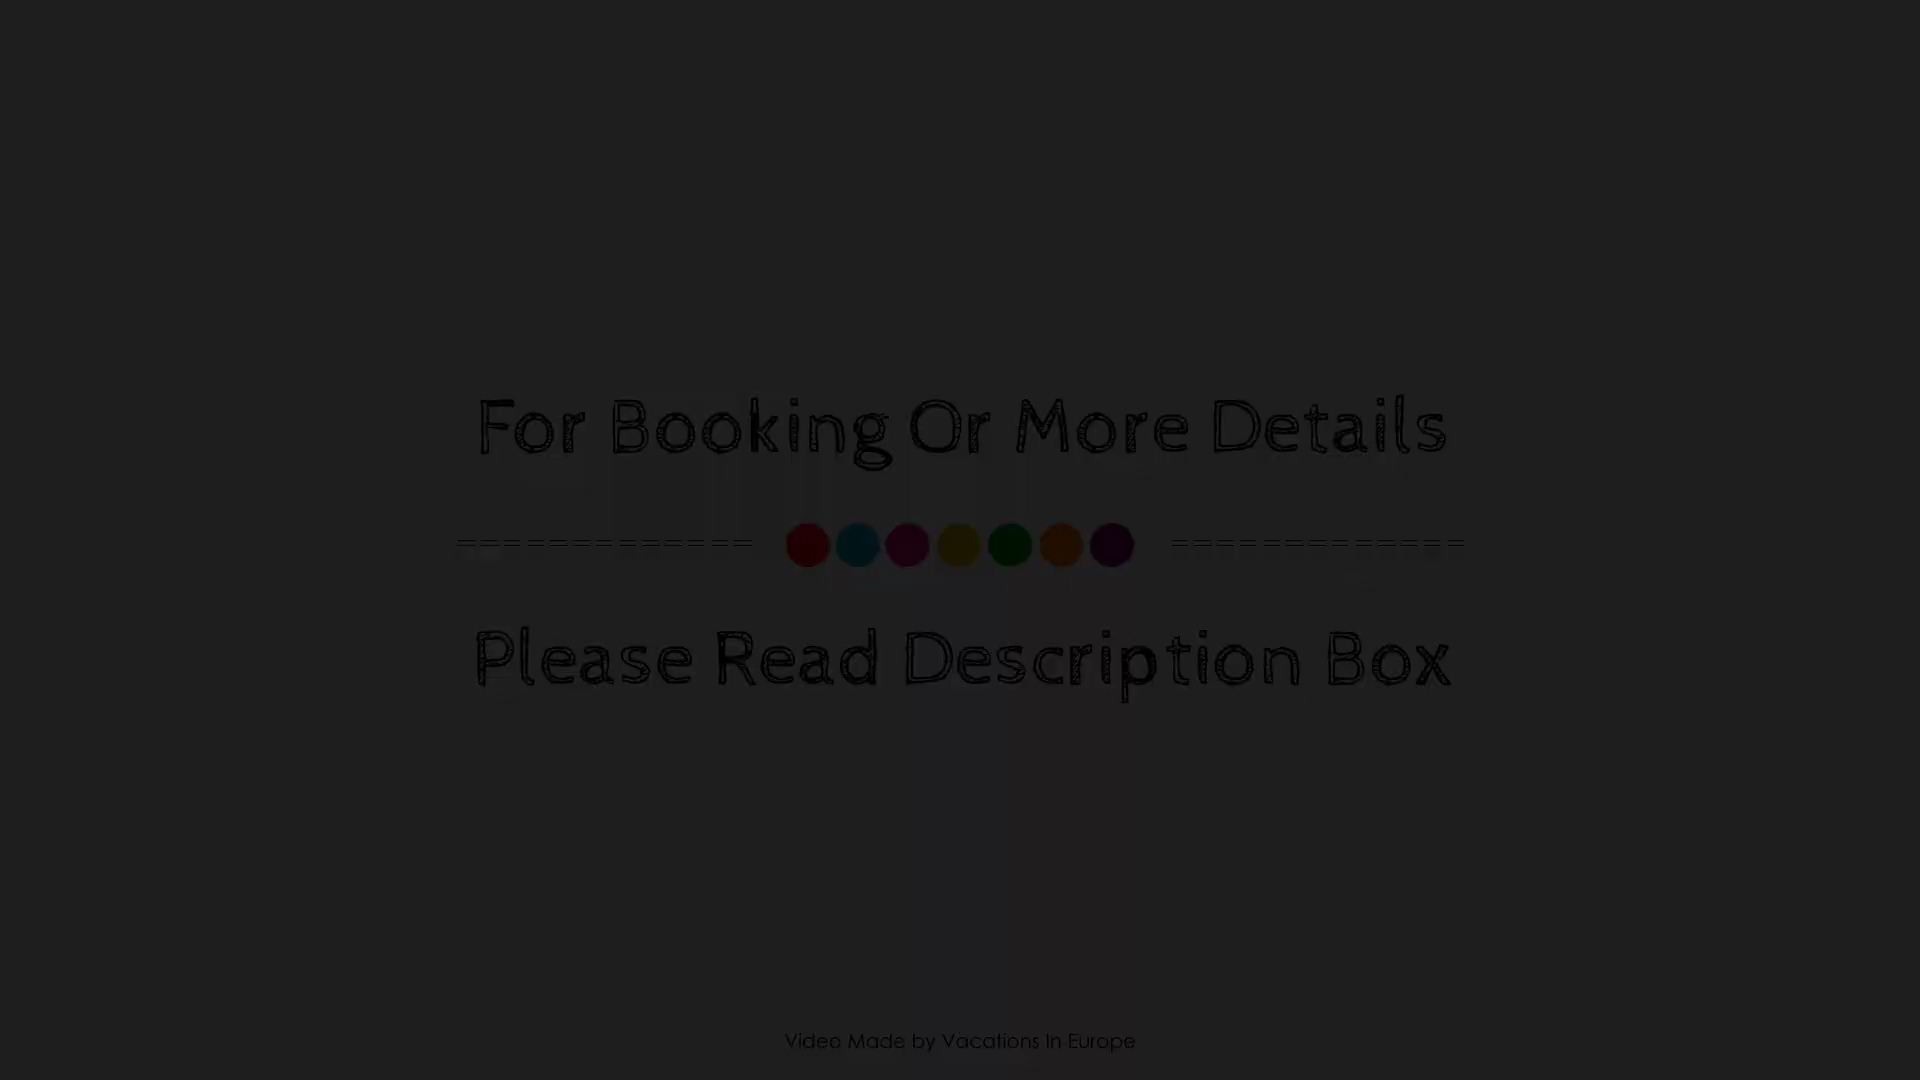 For Booking Or More Details
============= =============
Please Read Description Box
Video Made by Vacations In Europe